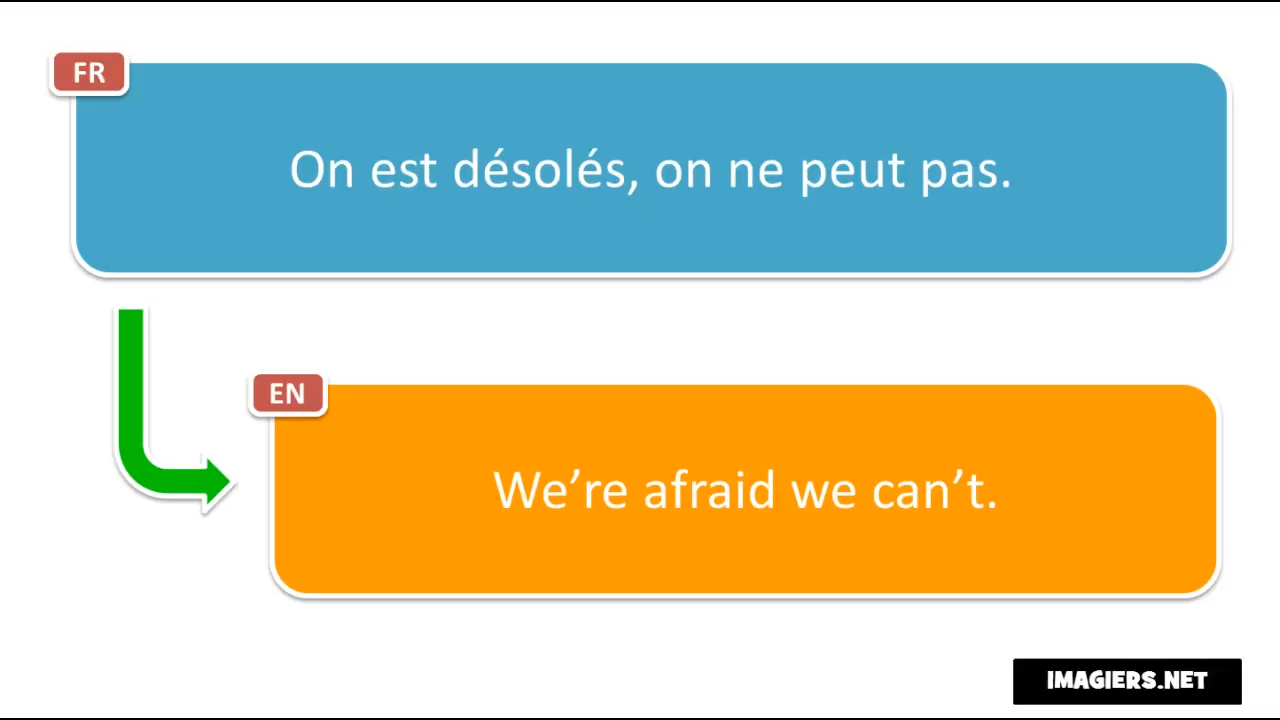 FR
On est désolés, on ne peut pas.
EN
We’re afraid we can’t.
IMAGIERS.NET